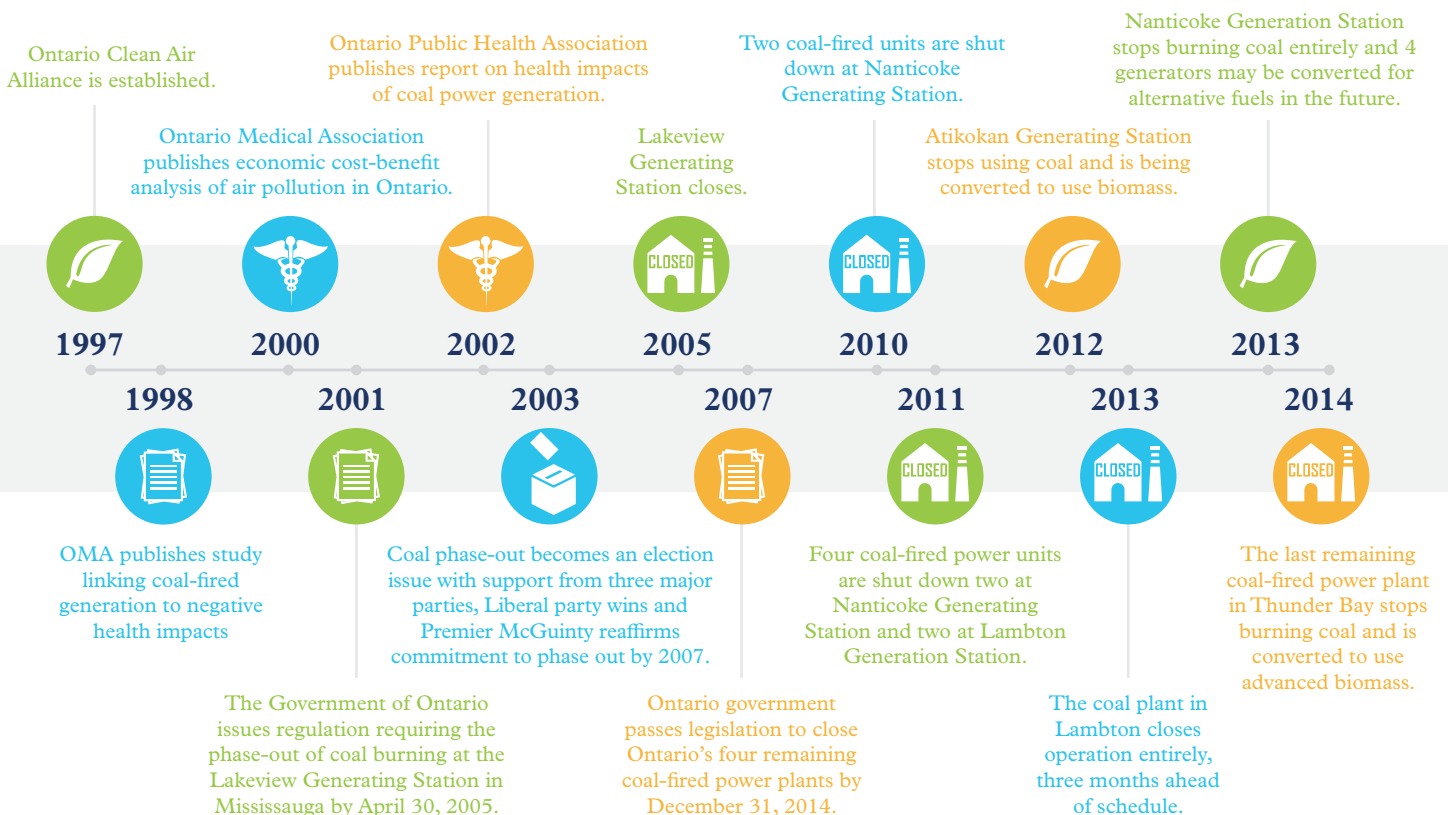 Ontario Clean Air
Alliance is established.
1997
OMA publishes study
linking coal-fired
generation to negative
health impacts
1998
Ontario Medical Association
publishes economic cost-benefit
analysis of air pollution in Ontario.
2000
The Government of Ontario
issues regulation requiring the
phase-out of coal burning at the
Lakeview Generating Station in
Mississauga by April 30, 2005.
2001
Ontario Public Health Association
publishes report on health impacts
of coal power generation.
2002
Coal phase-out becomes an election
issue with support from three major
parties, Liberal party wins and
Premier McGuinty reaffirms
commitment to phase out by 2007.
2003
Lakeview
Generating
Station closes.
CLOSED
2005
Ontario government
passes legislation to close
Ontario's four remaining
coal-fired power plants by
December 31, 2014.
2007
Two coal-fired units are shut
down at Nanticoke
Generating Station.
CLOSED
2010
Four coal-fired power units
are shut down two at
Nanticoke Generating
Station and two at Lambton
Generation Station.
CLOSED
2011
Atikokan Generating Station
stops using coal and is being
converted to use biomass.
2012
The coal plant in
Lambton closes
operation entirely,
three months ahead
of schedule.
CLOSED
2013
Nanticoke Generation Station
stops burning coal entirely and 4
generators may be converted for
alternative fuels in the future.
2013
The last remaining
coal-fired power plant
in Thunder Bay stops
burning coal and is
converted to use
advanced biomass.
CLOSED
2014